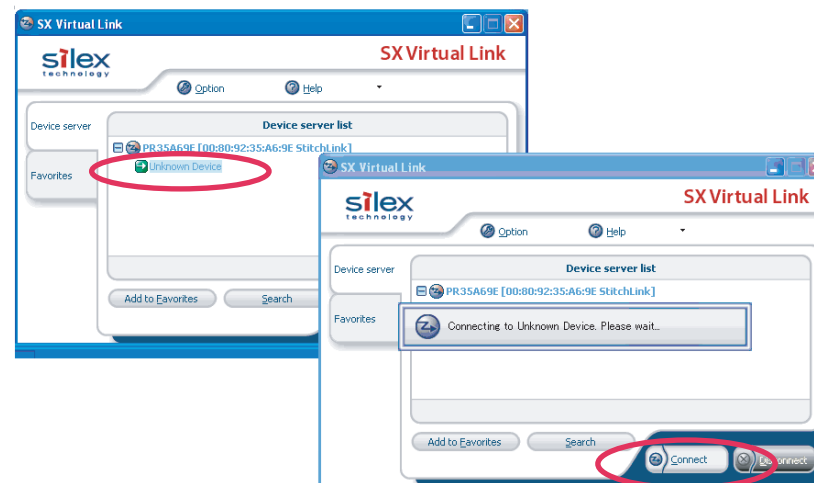 SX Virtual Link
silex
technology
SX Virtual Link
Option Help
Device server
Device server list
PR35A69E [00:80:92:35:A6:9E StitchLink]
Unknown Device
Favorites
Add to Favorites Search
SX Virtual Link
silex
technology
SX Virtual Link
Option Help
Device server
Device server list
PR35A69E [00:80:92:35:A6:9E StitchLink]
Favorites
Connecting to Unknown Device. Please wait...
Add to Favorites Search
Connect Disconnect